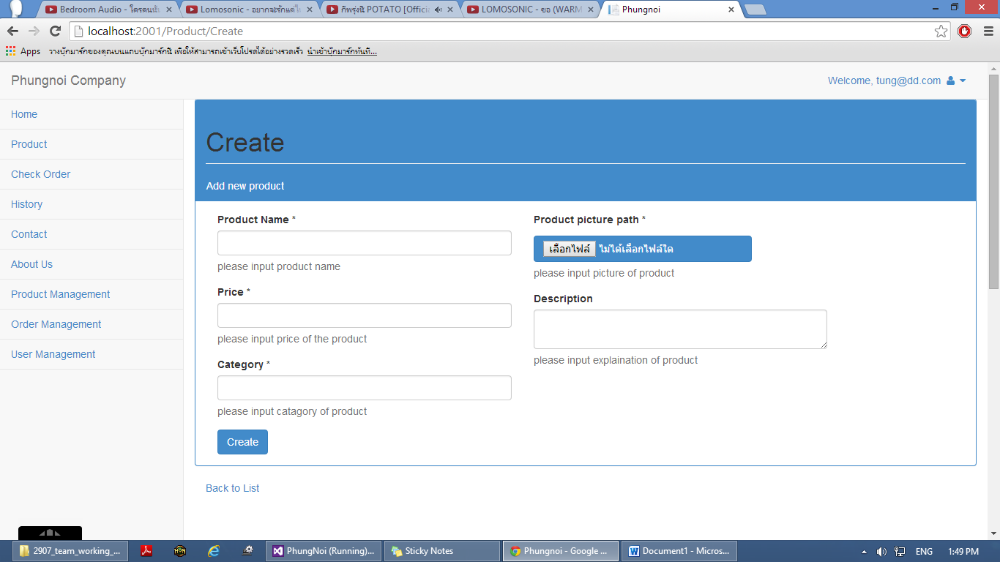 Bedroom Audio - ใครคนนั้น
Lomosonic - อยากจะรักแค่ไ
ทิพรุ่งนี้ POTATO [Officia
LOMOSONIC - ขอ (WARM
Phungnoi
localhost:2001/Product/Create
Apps
วางบุ๊กมาร์กของคุณบนแถบบุ๊กมาร์กนี้ เพื่อให้สามารถเข้าเว็บโปรดได้อย่างรวดเร็ว นำเข้าบุ๊กมาร์กทันที...
Phungnoi Company
Welcome, tung@dd.com
Home
Product
Check Order
History
Contact
About Us
Product Management
Order Management
User Management
Create
Add new product
Product Name *
please input product name
Price *
please input price of the product
Category *
please input catagory of product
Create
Product picture path *
เลือกไฟล์ ไม่ได้เลือกไฟล์ใด
please input picture of product
Description
please input explaination of product
Back to List
2907_team_working_...
HON
PhungNoi (Running)...
Sticky Notes
Phungnoi - Google ...
Document1 - Micros...
ENG
1:49 PM